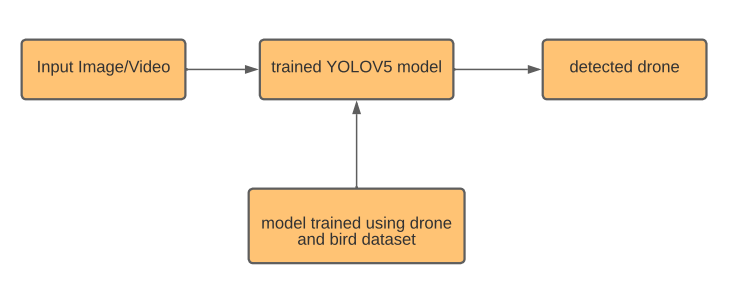 Input Image/Video
trained YOLOV5 model
detected drone
model trained using drone
and bird dataset